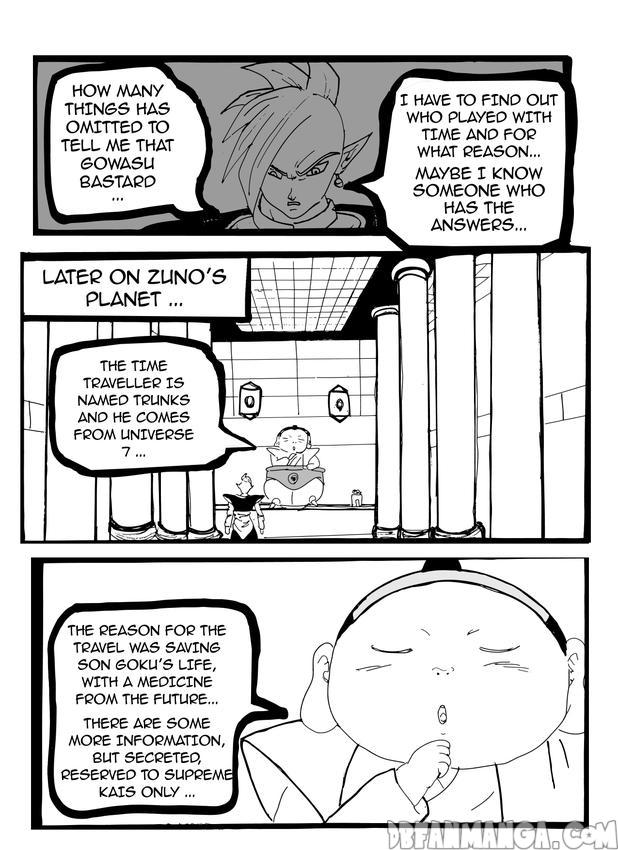 HOW MANY
THINGS HAS
OMITTED TO
TELL ME THAT
GOWASU
BASTARD
...
I HAVE TO FIND OUT
WHO PLAYED WITH
TIME AND FOR
WHAT REASON...
MAYBE I KNOW
SOMEONE WHO
HAS THE
ANSWERS...
LATER ON ZUNO'S
PLANET ...
THE TIME
TRAVELLER IS
NAMED TRUNKS
AND HE COMES
FROM UNIVERSE
7 ...
THE REASON FOR THE
TRAVEL WAS SAVING
SON GOKU'S LIFE,
WITH A MEDICINE
FROM THE FUTURE...
THERE ARE SOME
MORE INFORMATION,
BUT SECRETED,
RESERVED TO SUPREME
KAIS ONLY ...
DBFANMANGA.COM